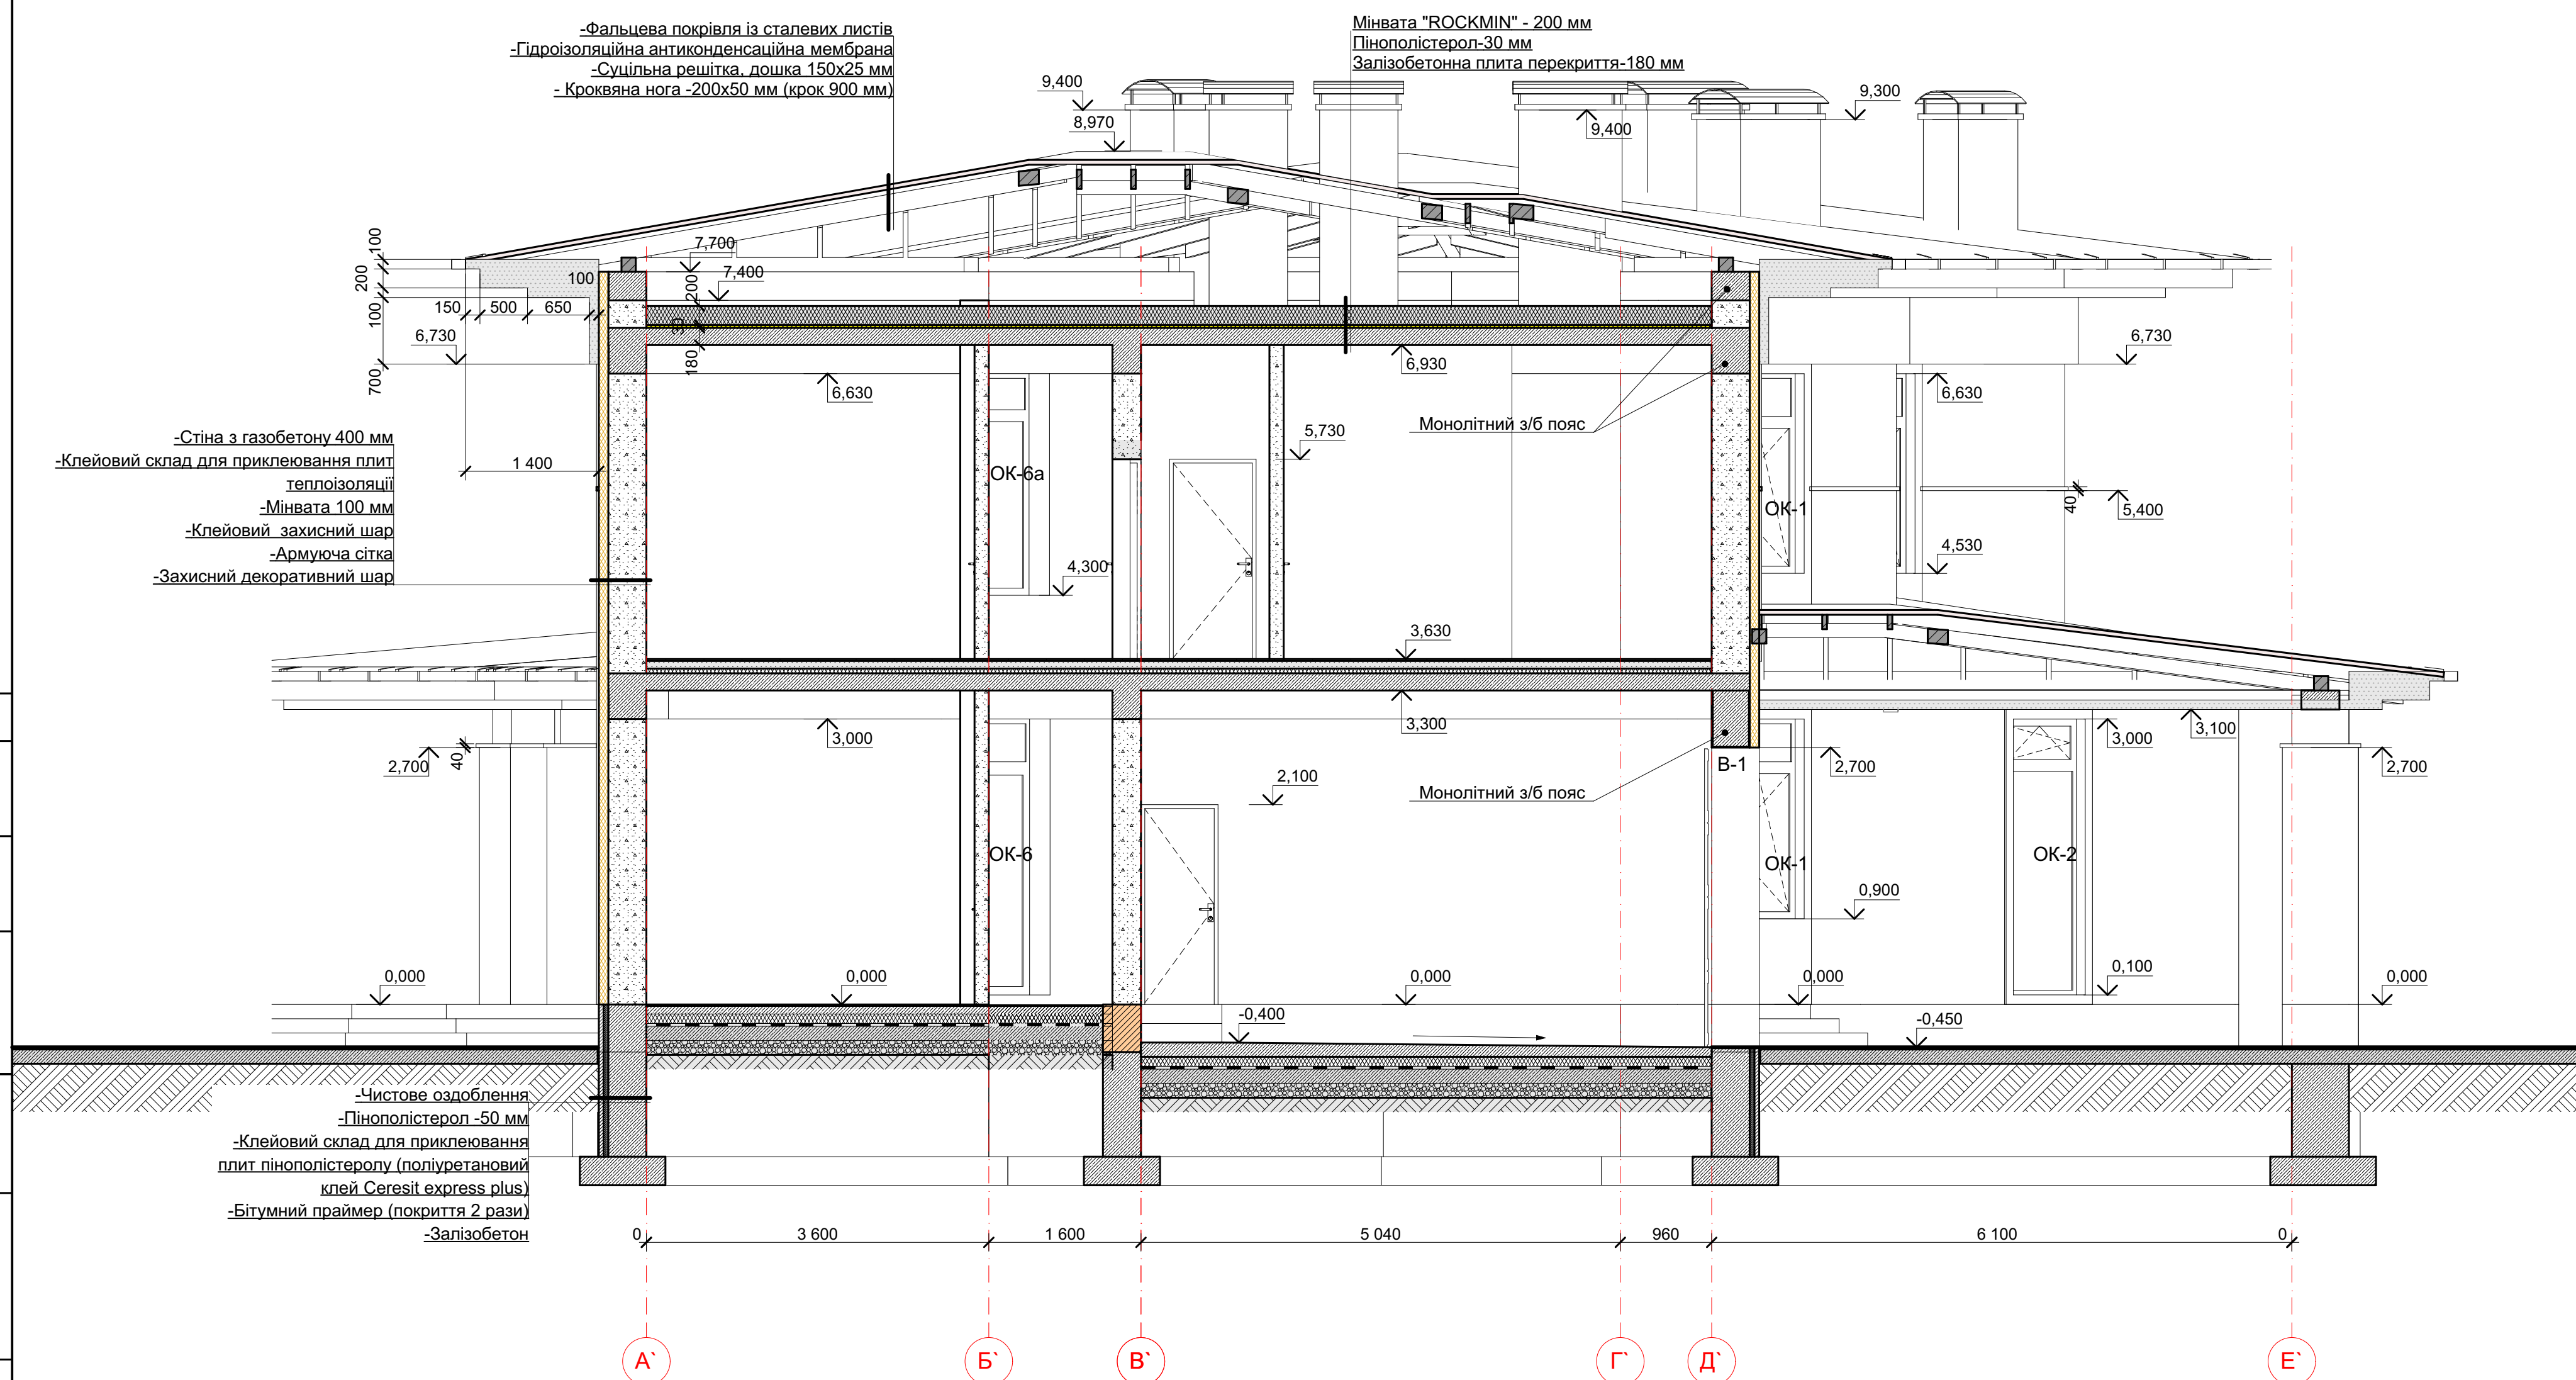 -Фальцева покрівля із сталевих листів
-Гідроізоляційна антиконденсаційна мембрана
-Суцільна решітка, дошка 150х25 мм
- Кроквяна нога -200х50 мм (крок 900 мм)
Мінвата "ROCKMIN" - 200 мм
Пінополістерол-30 мм
Залізобетонна плита перекриття-180 мм
9,400
8,970
9,400
9,300
100
200
100
700
7,700
7,400
100
200
30
180
150
500
650
6,730
6,730
6,630
6,930
6,630
Монолітний з/б пояс
5,730
-Стіна з газобетону 400 мм
-Клейовий склад для приклеювання плит
теплоізоляції
-Мінвата 100 мм
-Клейовий захисний шар
-Армуюча сітка
-Захисний декоративний шар
1 400
ОК-6а
ОК-1
40
5,400
4,530
4,300
3,630
3,000
3,300
3,100
3,000
2,700
40
2,700
2,700
В-1
2,100
Монолітний з/б пояс
ОК-6
ОК-1
ОК-2
0,900
0,100
0,000
0,000
0,000
0,000
0,000
-0,400
-0,450
-Чистове оздоблення
-Пінополістерол -50 мм
-Клейовий склад для приклеювання
плит пінополістеролу (поліуретановий
клей Ceresit express plus)
-Бітумний праймер (покриття 2 рази)
-Залізобетон
0
3 600
1 600
5 040
960
6 100
0
А`
Б`
В`
Г`
Д`
Е`